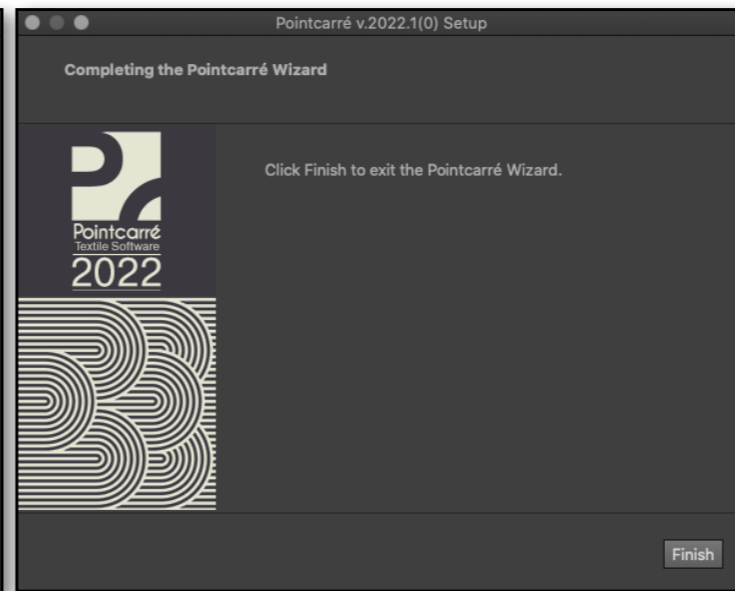 Pointcarré v.2022.1(0) Setup
Completing the Pointcarré Wizard
Pointcarré
Textile Software
2022
Click Finish to exit the Pointcarré Wizard.
Finish